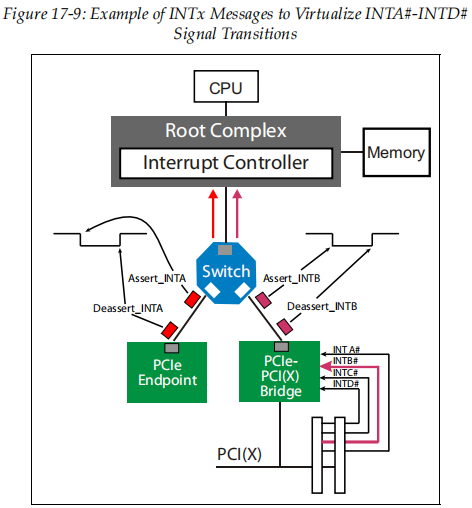 Figure 17-9: Example of INTx Messages to Virtualize INTA#-INTD#
Signal Transitions
CPU
Root Complex
Interrupt Controller
Memory
Switch
Assert_INTA
Assert_INTB
Deassert_INTA
Deassert_INTB
PCIe
Endpoint
PCIe-
PCI(X)
Bridge
INTA#
INTB#
INTC#
INTD#
PCI(X)